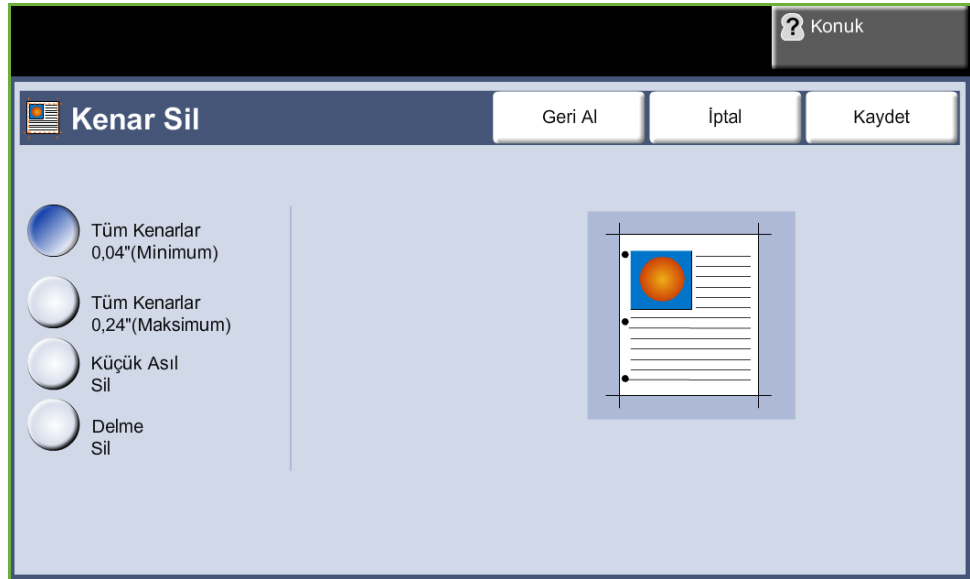 Konuk
Kenar Sil
Geri Al
İptal
Kaydet
Tüm Kenarlar
0,04"(Minimum)
Tüm Kenarlar
0,24"(Maksimum)
Küçük Asıl
Sil
Delme
Sil